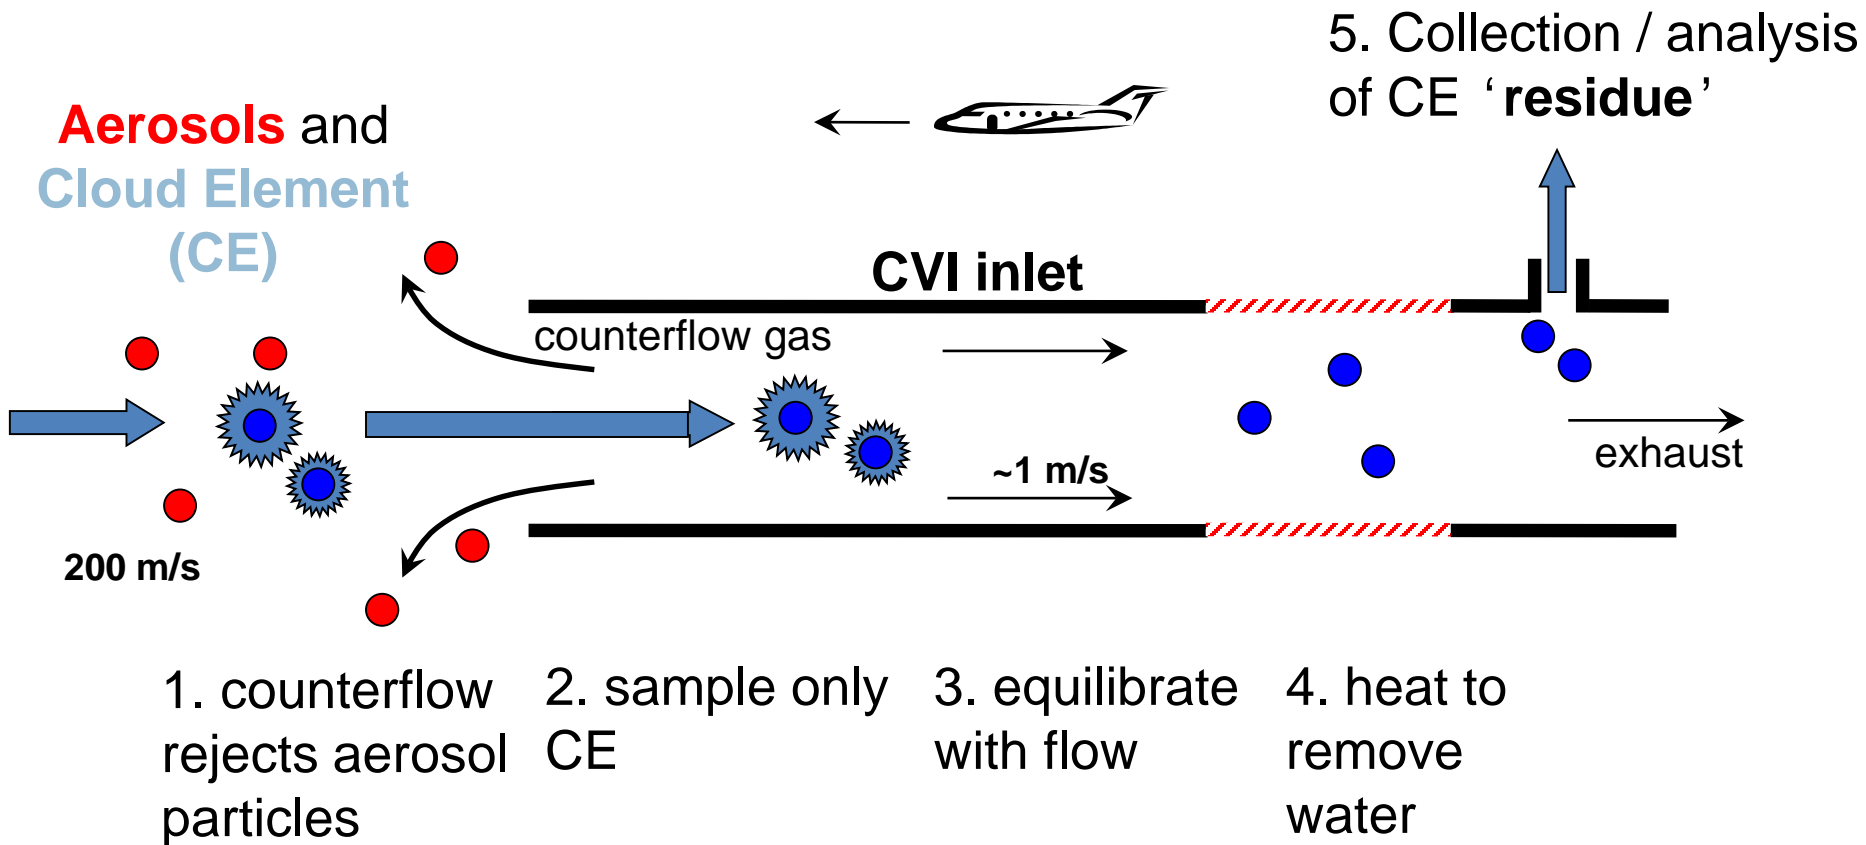 5. Collection / analysis
of CE ‘residue’
Aerosols and
Cloud Element
(CE)
CVI inlet
counterflow gas
~1 m/s
exhaust
200 m/s
1. counterflow
rejects aerosol
particles
2. sample only
CE
3. equilibrate
with flow
4. heat to
remove
water